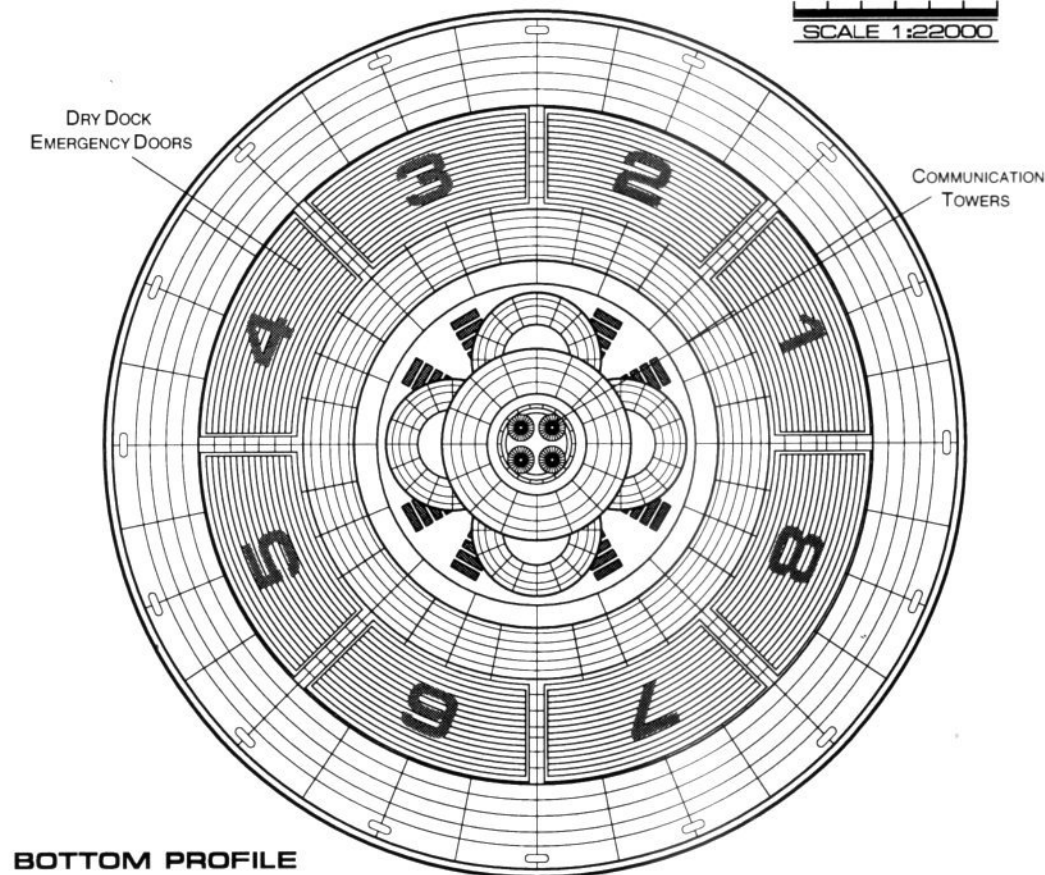 SCALE 1:22000
DRY DOCK
EMERGENCY DOORS
COMMUNICATION
TOWERS
3
2
4
1
5
8
6
7
BOTTOM PROFILE